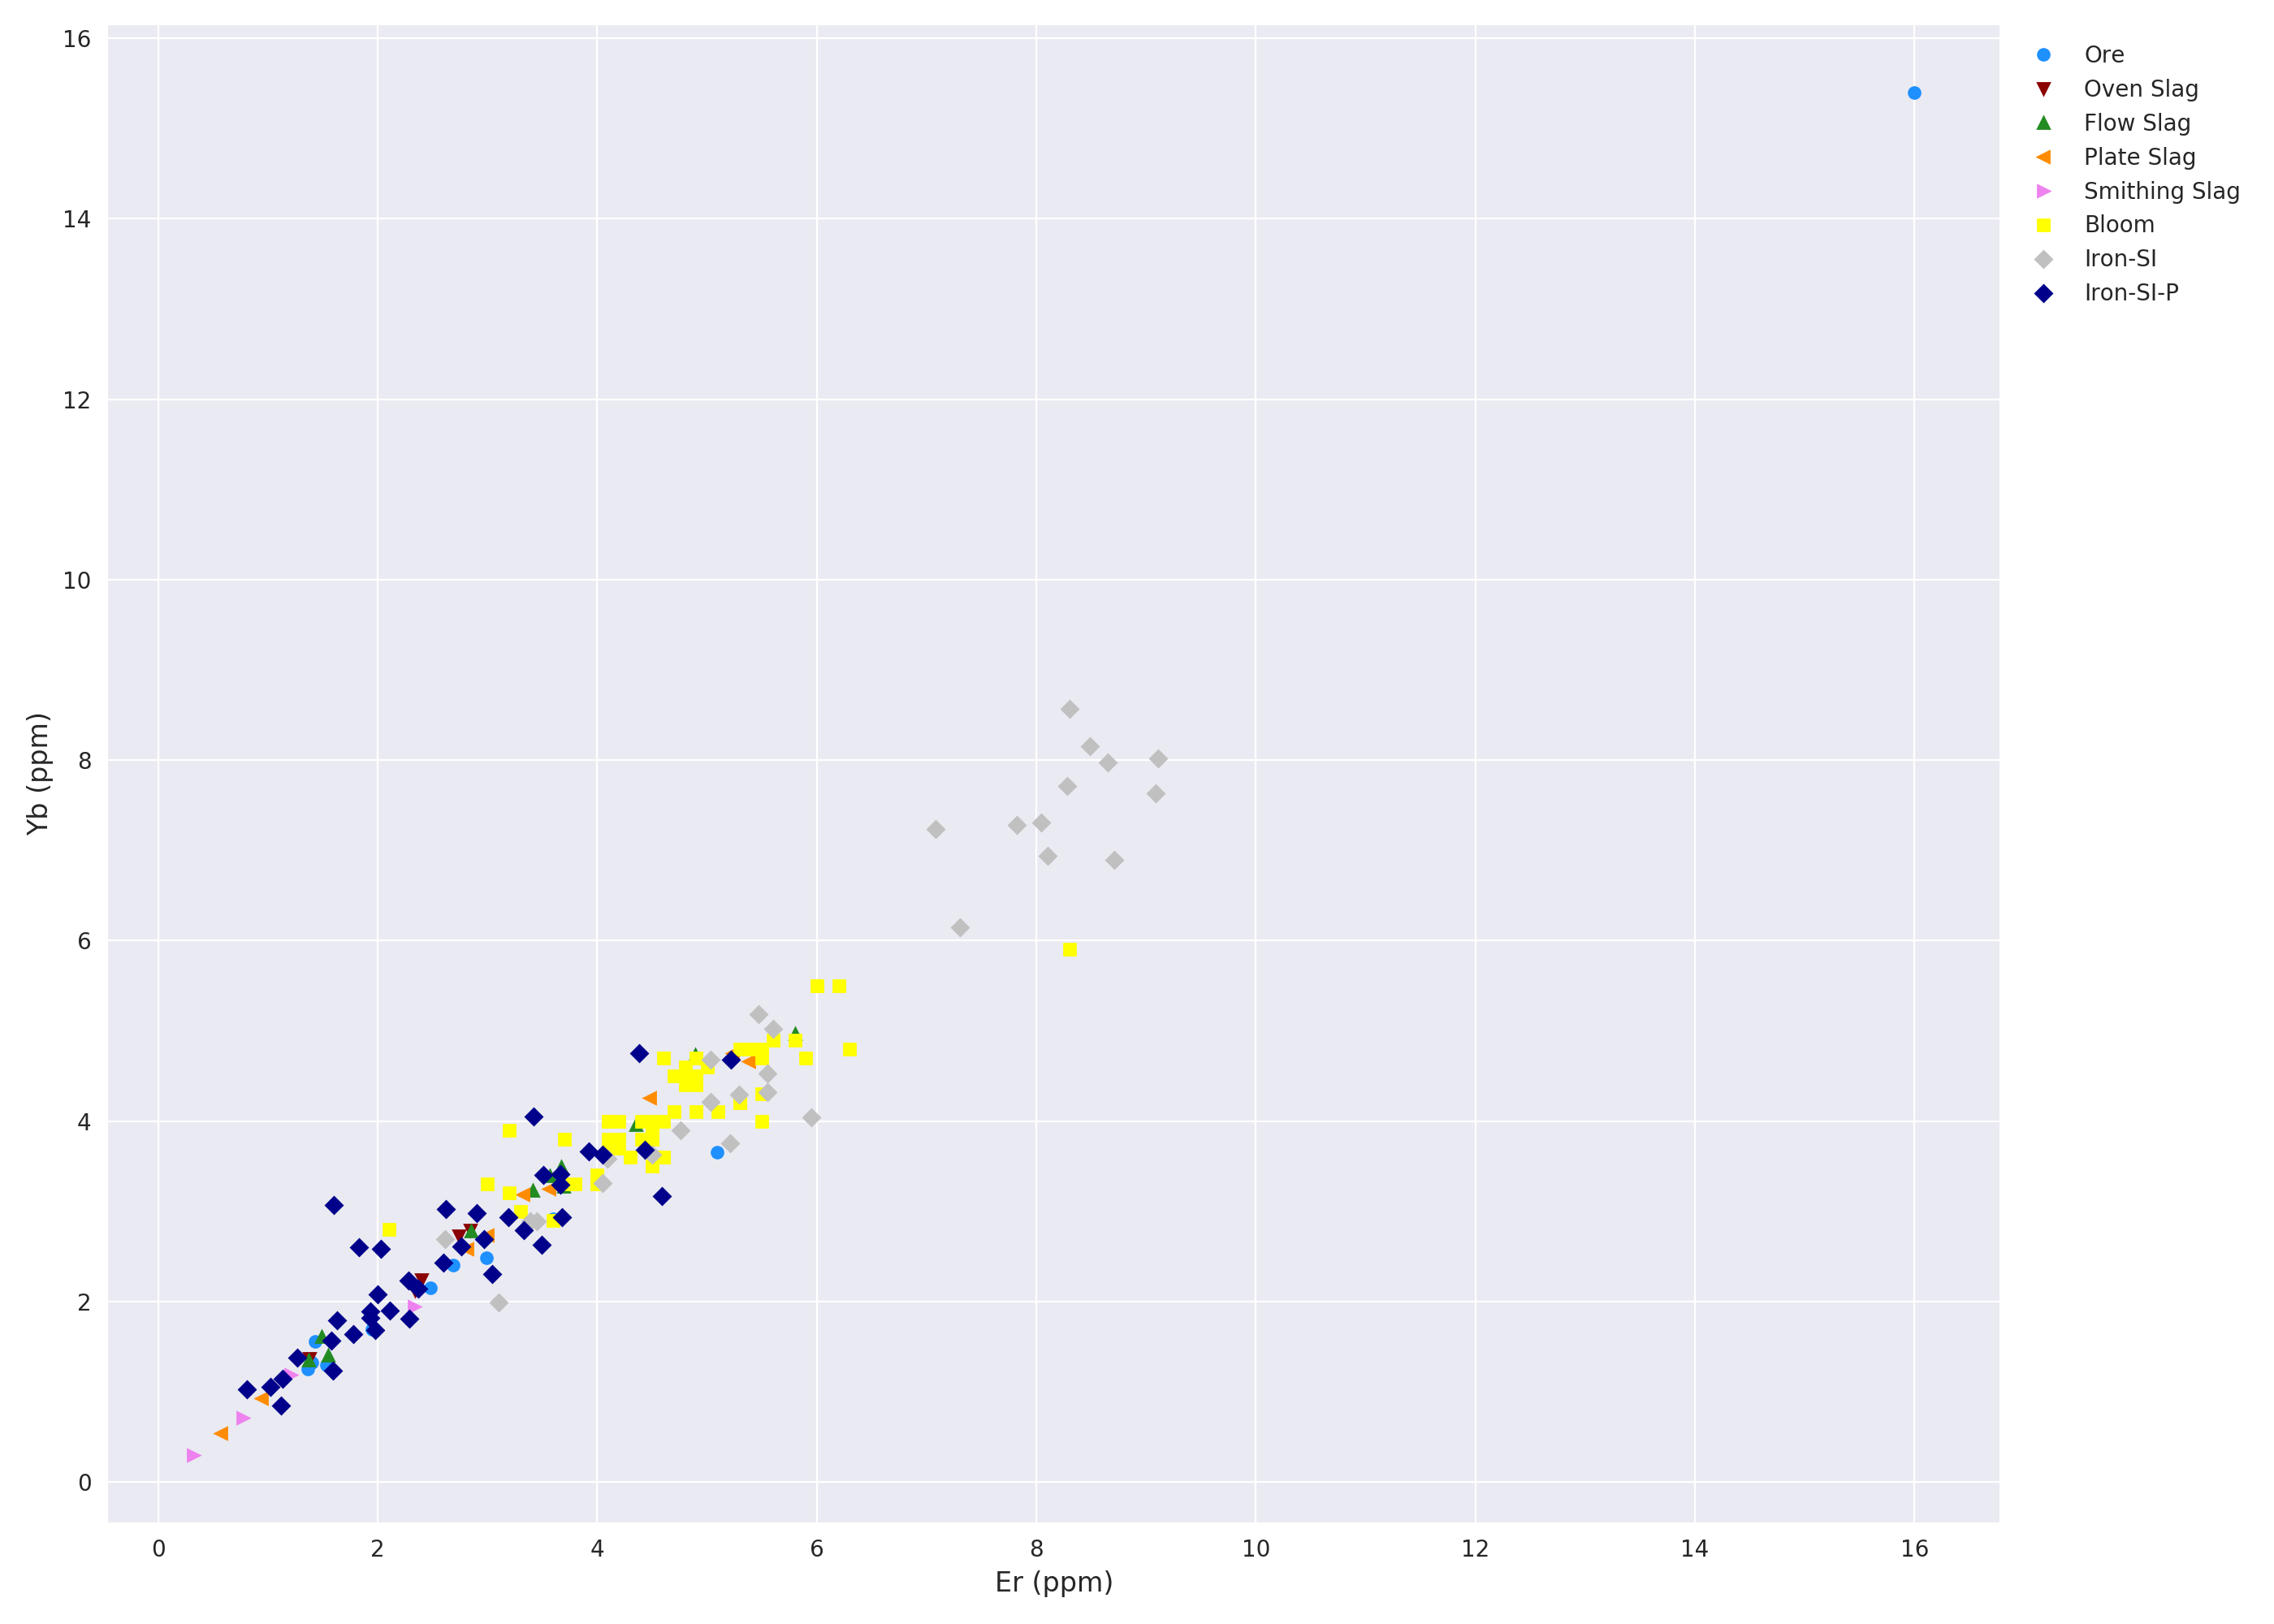 16
14
12
10
8
6
4
2
0
Yb (ppm)
0 2 4 6 8 10 12 14 16
Er (ppm)
Ore
Oven Slag
Flow Slag
Plate Slag
Smithing Slag
Bloom
Iron-SI
Iron-SI-P